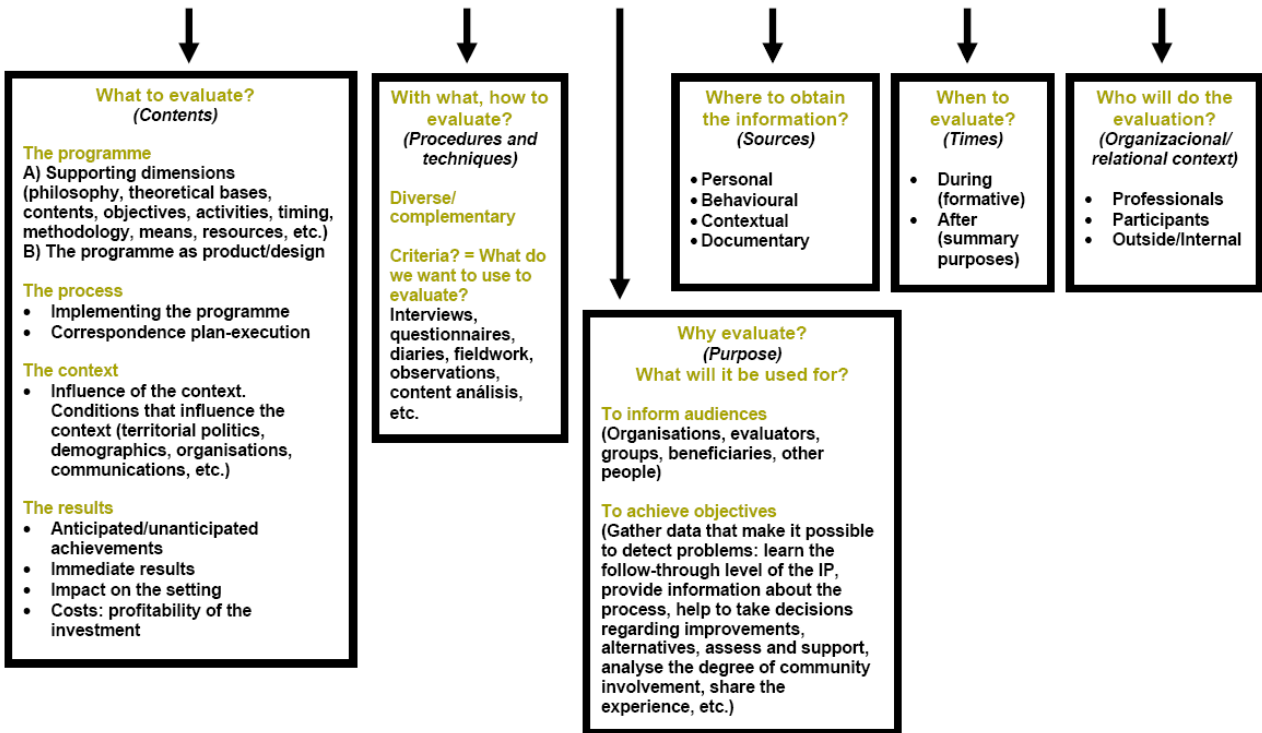 What to evaluate?
(Contents)
The programme
A) Supporting dimensions
(philosophy, theoretical bases,
contents, objectives, activities, timing,
methodology, means, resources, etc.)
B) The programme as product/design
The process
• Implementing the programme
• Correspondence plan-execution
The context
• Influence of the context.
Conditions that influence the
context (territorial politics,
demographics, organisations,
communications, etc.)
The results
• Anticipated/unanticipated
achievements
• Immediate results
• Impact on the setting
• Costs: profitability of the
investment
With what, how to
evaluate?
(Procedures and
techniques)
Diverse/
complementary
Criteria? = What do
we want to use to
evaluate?
Interviews,
questionnaires,
diaries, fieldwork,
observations,
content análisis,
etc.
Why evaluate?
(Purpose)
What will it be used for?
To inform audiences
(Organisations, evaluators,
groups, beneficiaries, other
people)
To achieve objectives
(Gather data that make it possible
to detect problems: learn the
follow-through level of the IP,
provide information about the
process, help to take decisions
regarding improvements,
alternatives, assess and support,
analyse the degree of community
involvement, share the
experience, etc.)
Where to obtain
the information?
(Sources)
• Personal
• Behavioural
• Contextual
• Documentary
When to
evaluate?
(Times)
• During
(formative)
• After
(summary
purposes)
Who will do the
evaluation?
(Organizacional/
relational context)
• Professionals
• Participants
• Outside/Internal